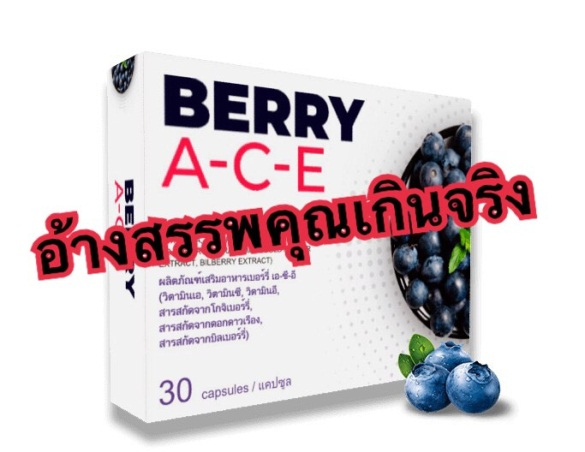 BERRY
A-C-E
อ้างสรรพคุณเกินจริง
EXTRACT, BILBERRY EXTRACT)
ผลิตภัณฑ์เสริมอาหารเบอร์รี่ เอ-ซี-อี
(วิตามินเอ, วิตามินซี, วิตามินอี,
สารสกัดจากโกจิเบอร์รี่,
สารสกัดจากดอกดาวเรือง,
สารสกัดจากบิลเบอร์รี่)
30 capsules / แคปซูล
BERRY
A-C